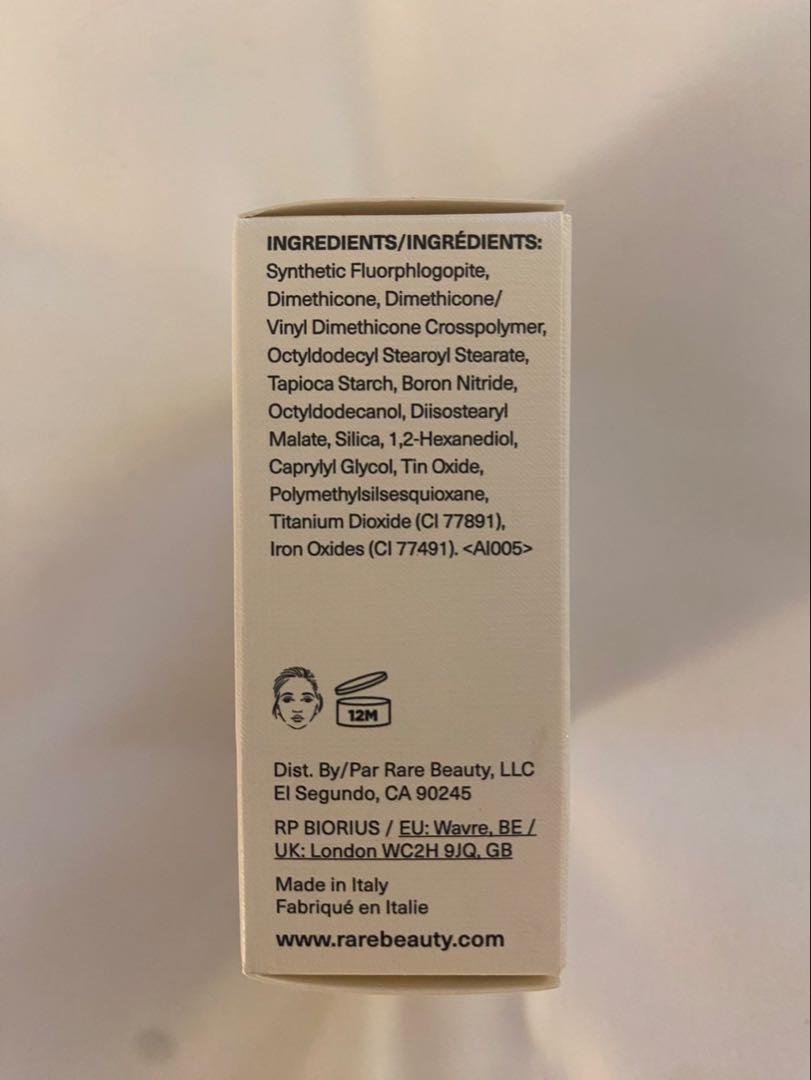 INGREDIENTS/INGRÉDIENTS:
Synthetic Fluorphlogopite,
Dimethicone, Dimethicone/
Vinyl Dimethicone Crosspolymer,
Octyldodecyl Stearoyl Stearate,
Tapioca Starch, Boron Nitride,
Octyldodecanol, Diisostearyl
Malate, Silica, 1,2-Hexanediol,
Caprylyl Glycol, Tin Oxide,
Polymethylsilsesquioxane,
Titanium Dioxide (CI 77891),
Iron Oxides (CI 77491). <AI005>
12M
Dist. By/Par Rare Beauty, LLC
El Segundo, CA 90245
RP BIORIUS / EU: Wavre, BE /
UK: London WC2H 9JQ, GB
Made in Italy
Fabriqué en Italie
www.rarebeauty.com